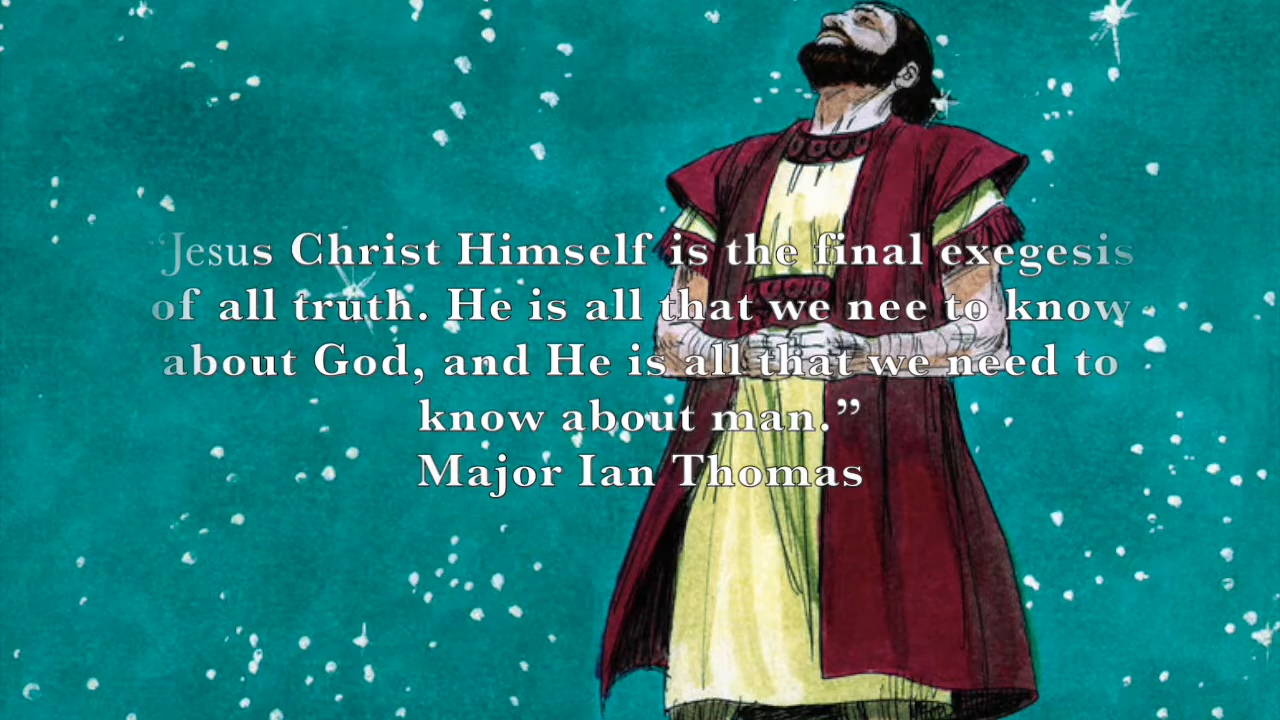 "Jesus Christ Himself is the final exegesis
of all truth. He is all that we nee to know
about God, and He is all that we need to
know about man.”
Major Ian Thomas